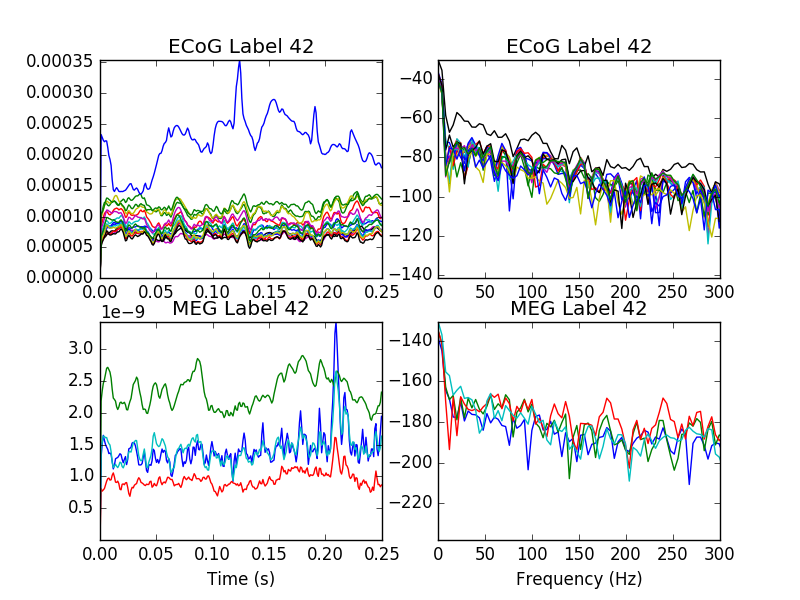 ECoG Label 42
0.00035
0.00030
0.00025
0.00020
0.00015
0.00010
0.00005
0.00000
0.00 0.05 0.10 0.15 0.20 0.25
ECoG Label 42
−40
−60
−80
−100
−120
−140
0 50 100 150 200 250 300
1e−9
MEG Label 42
3.0
2.5
2.0
1.5
1.0
0.5
0.00 0.05 0.10 0.15 0.20 0.25
Time (s)
MEG Label 42
−140
−160
−180
−200
−220
0 50 100 150 200 250 300
Frequency (Hz)